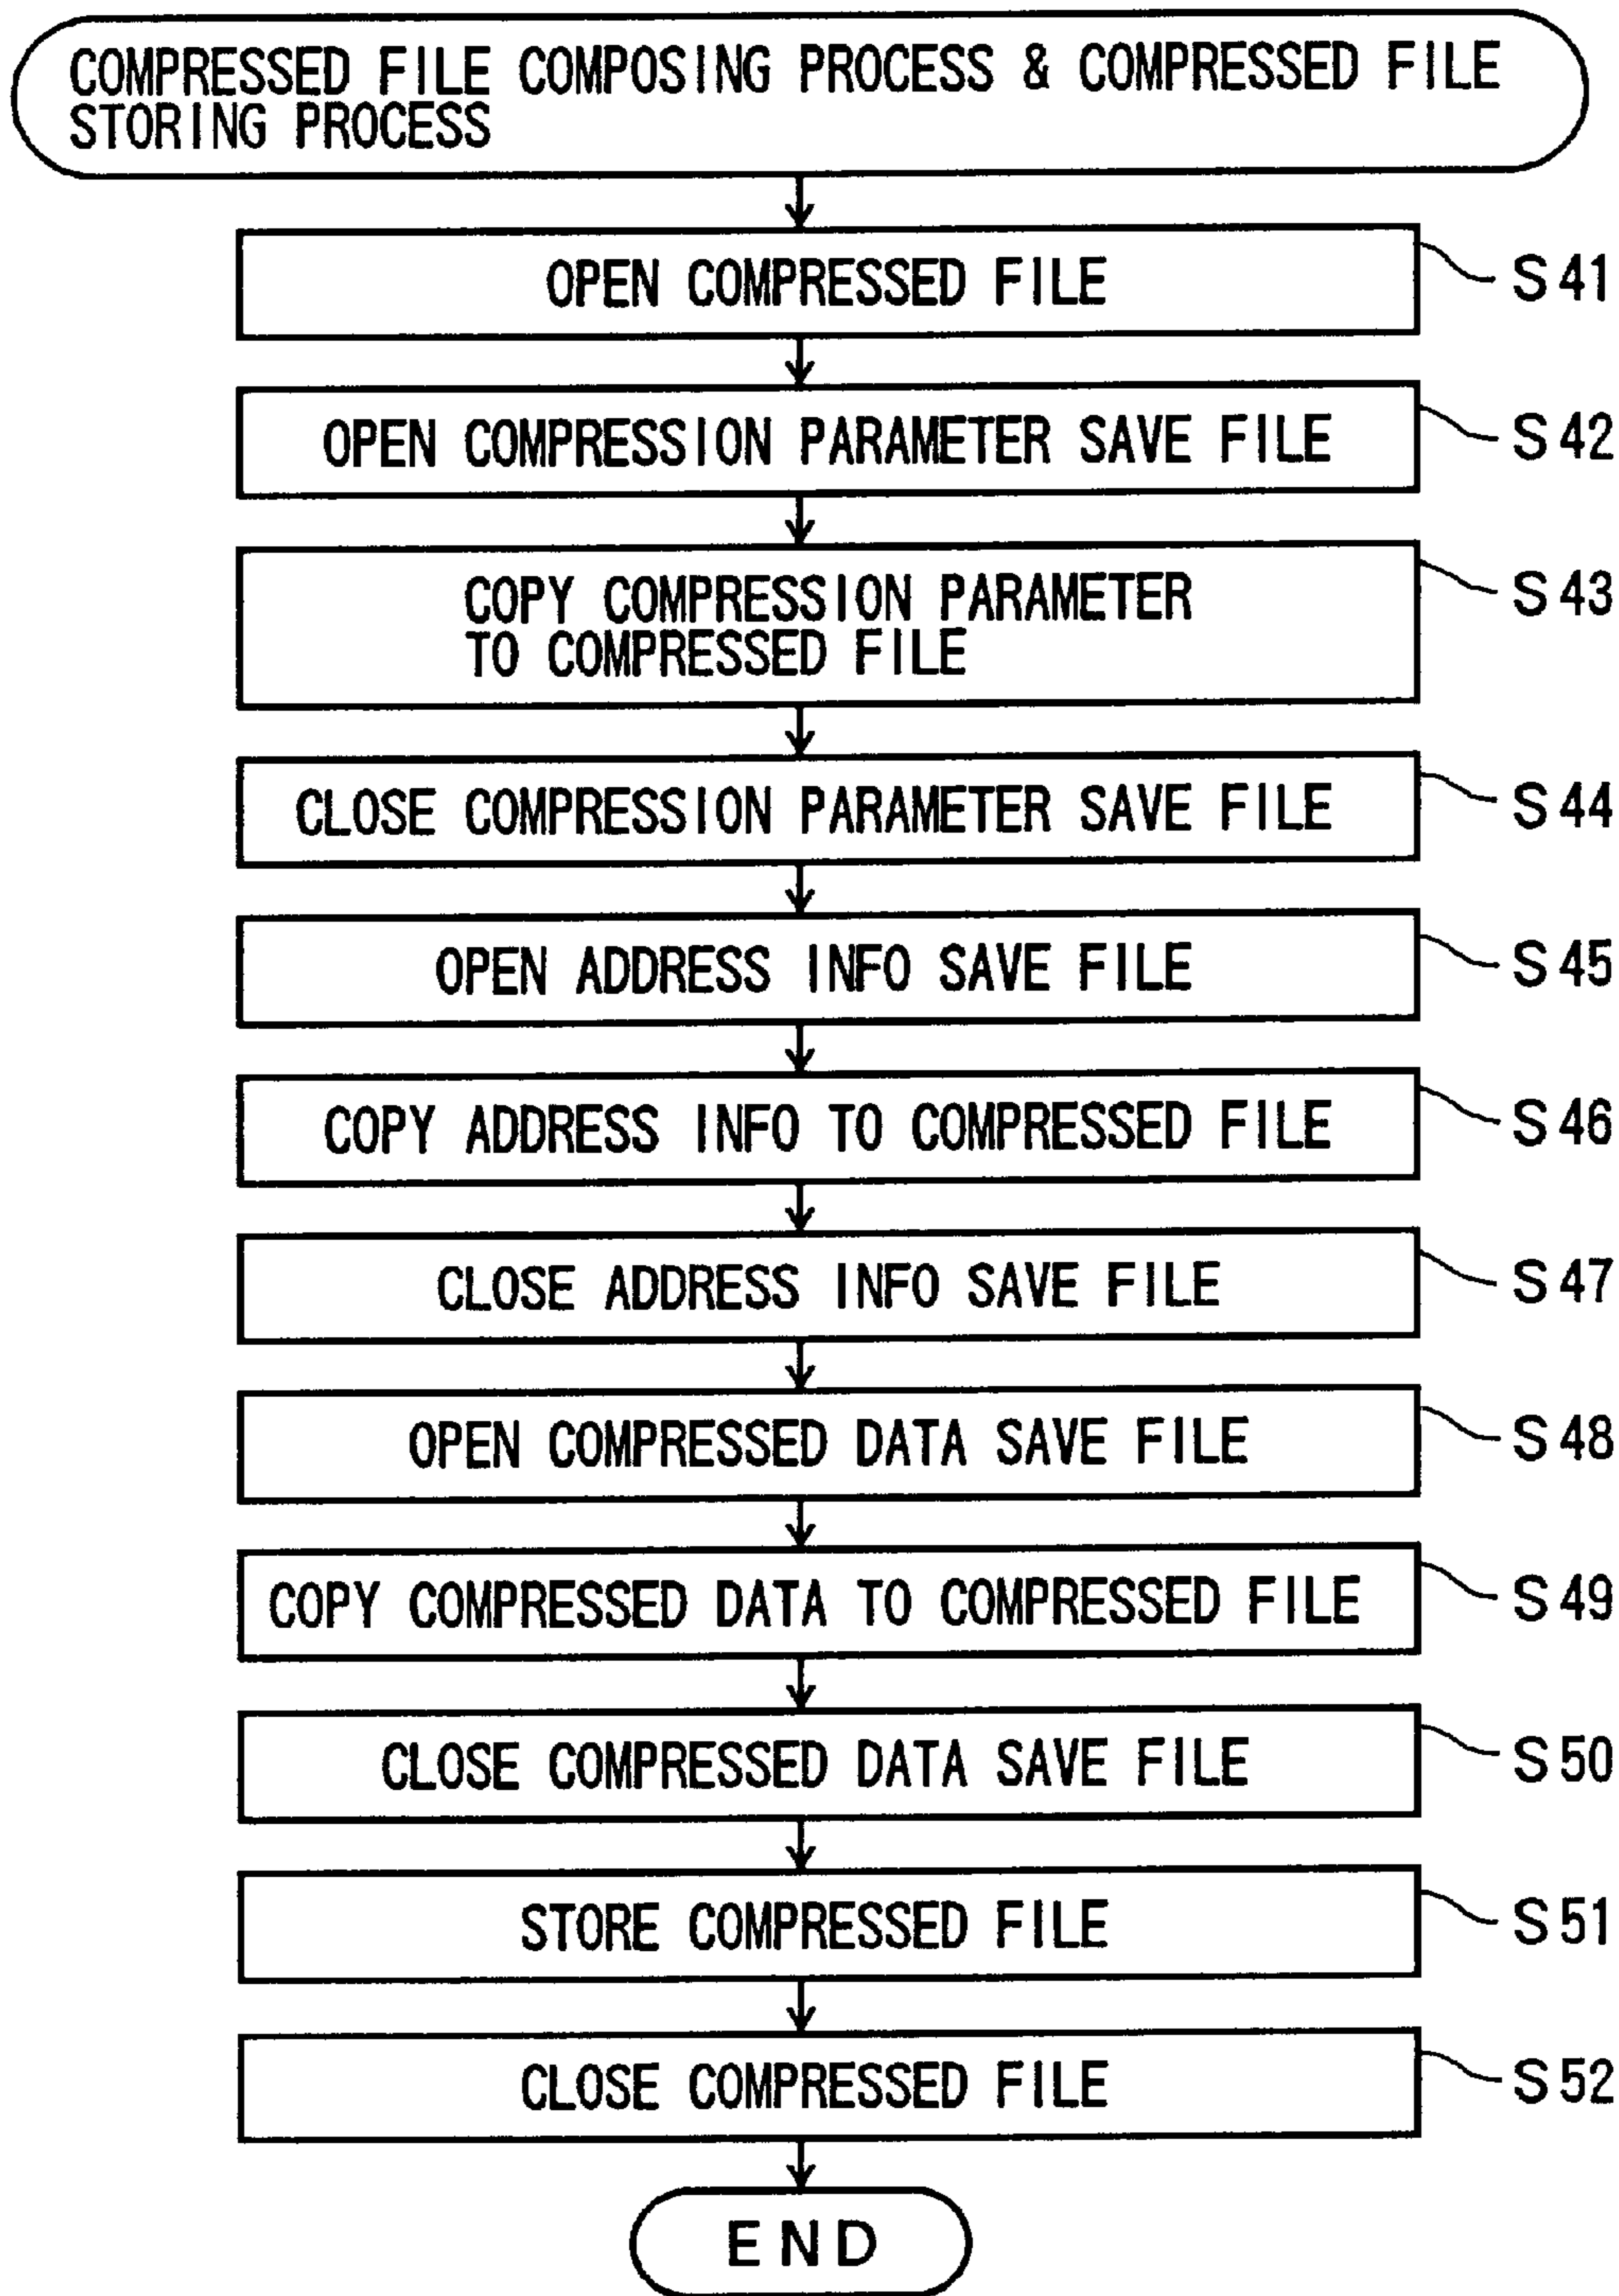 COMPRESSED FILE COMPOSING PROCESS & COMPRESSED FILE
STORING PROCESS
OPEN COMPRESSED FILE
S41
OPEN COMPRESSION PARAMETER SAVE FILE
S42
COPY COMPRESSION PARAMETER
TO COMPRESSED FILE
S43
CLOSE COMPRESSION PARAMETER SAVE FILE
S44
OPEN ADDRESS INFO SAVE FILE
S45
COPY ADDRESS INFO TO COMPRESSED FILE
S46
CLOSE ADDRESS INFO SAVE FILE
S47
OPEN COMPRESSED DATA SAVE FILE
S48
COPY COMPRESSED DATA TO COMPRESSED FILE
S49
CLOSE COMPRESSED DATA SAVE FILE
S50
STORE COMPRESSED FILE
S51
CLOSE COMPRESSED FILE
S52
END